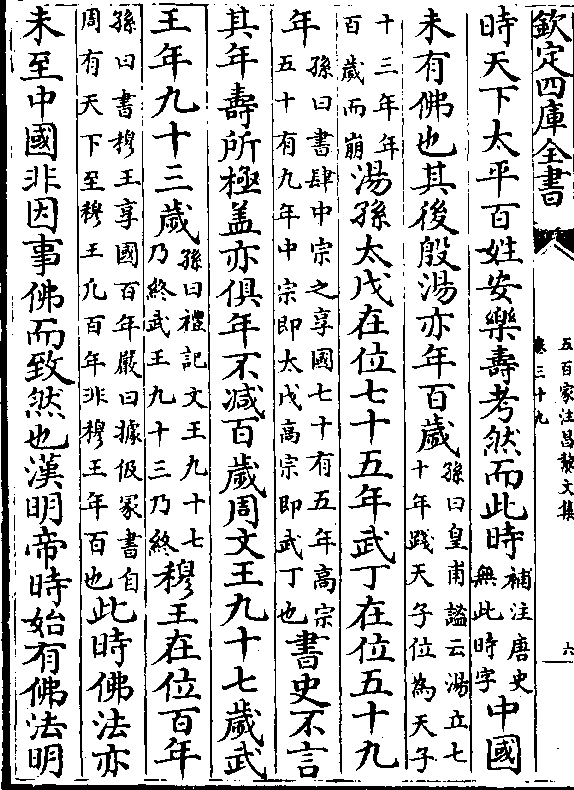 欽定四庫全書
五百家注昌黎文集
卷三十九
六
時天下太平百姓安樂壽考然而此時補注唐史無此時字中國
未有佛也其後殷湯亦年百歲孫曰皇甫謐云湯立七十年踐天子位為天子
十三年年百歲而崩湯孫太戊在位七十五年武丁在位五十九
年孫曰書肆中宗之享國七十有五年高宗五十有九年中宗即太戊高宗即武丁也書史不言
其年壽所極盖亦俱年不減百歲周文王九十七歲武
王年九十三歲孫曰禮記文王九十七乃終武王九十三乃終穆王在位百年
孫曰書穆王享國百年嚴曰據伋冢書自周有天下至穆王凡百年非穆王年百也此時佛法亦
未至中國非因事佛而致然也漢明帝時始有佛法明